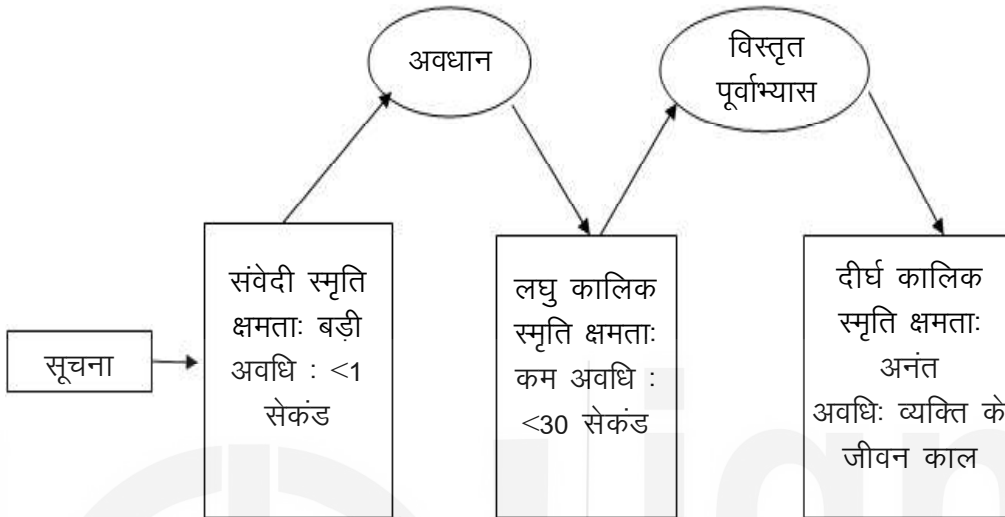 अवधान
विस्तृत
पूर्वाभ्यास
सूचना
संवेदी स्मृति
क्षमताः बड़ी
अवधि : <1
सेकंड
लघु कालिक
स्मृति क्षमताः
कम अवधि :
<30 सेकंड
दीर्घ कालिक
स्मृति क्षमताः
अनंत
अवधिः व्यक्ति के
जीवन काल